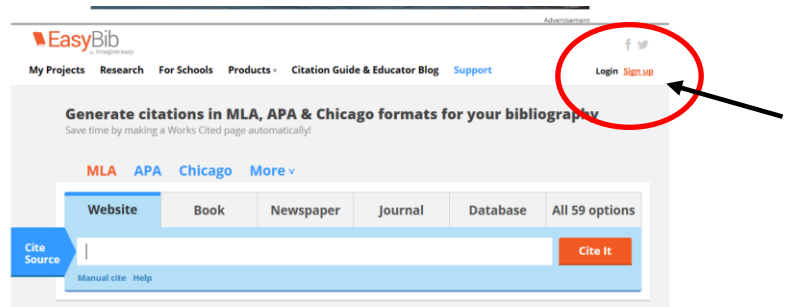 Advertisement
EasyBib
by imagine easy
My Projects Research For Schools Products ˅ Citation Guide & Educator Blog Support Login Sign up
Generate citations in MLA, APA & Chicago formats for your bibliography
Save time by making a Works Cited page automatically!
MLA APA Chicago More ˅
Website Book Newspaper Journal Database All 59 options
Cite
Source
Cite It
Manual cite Help